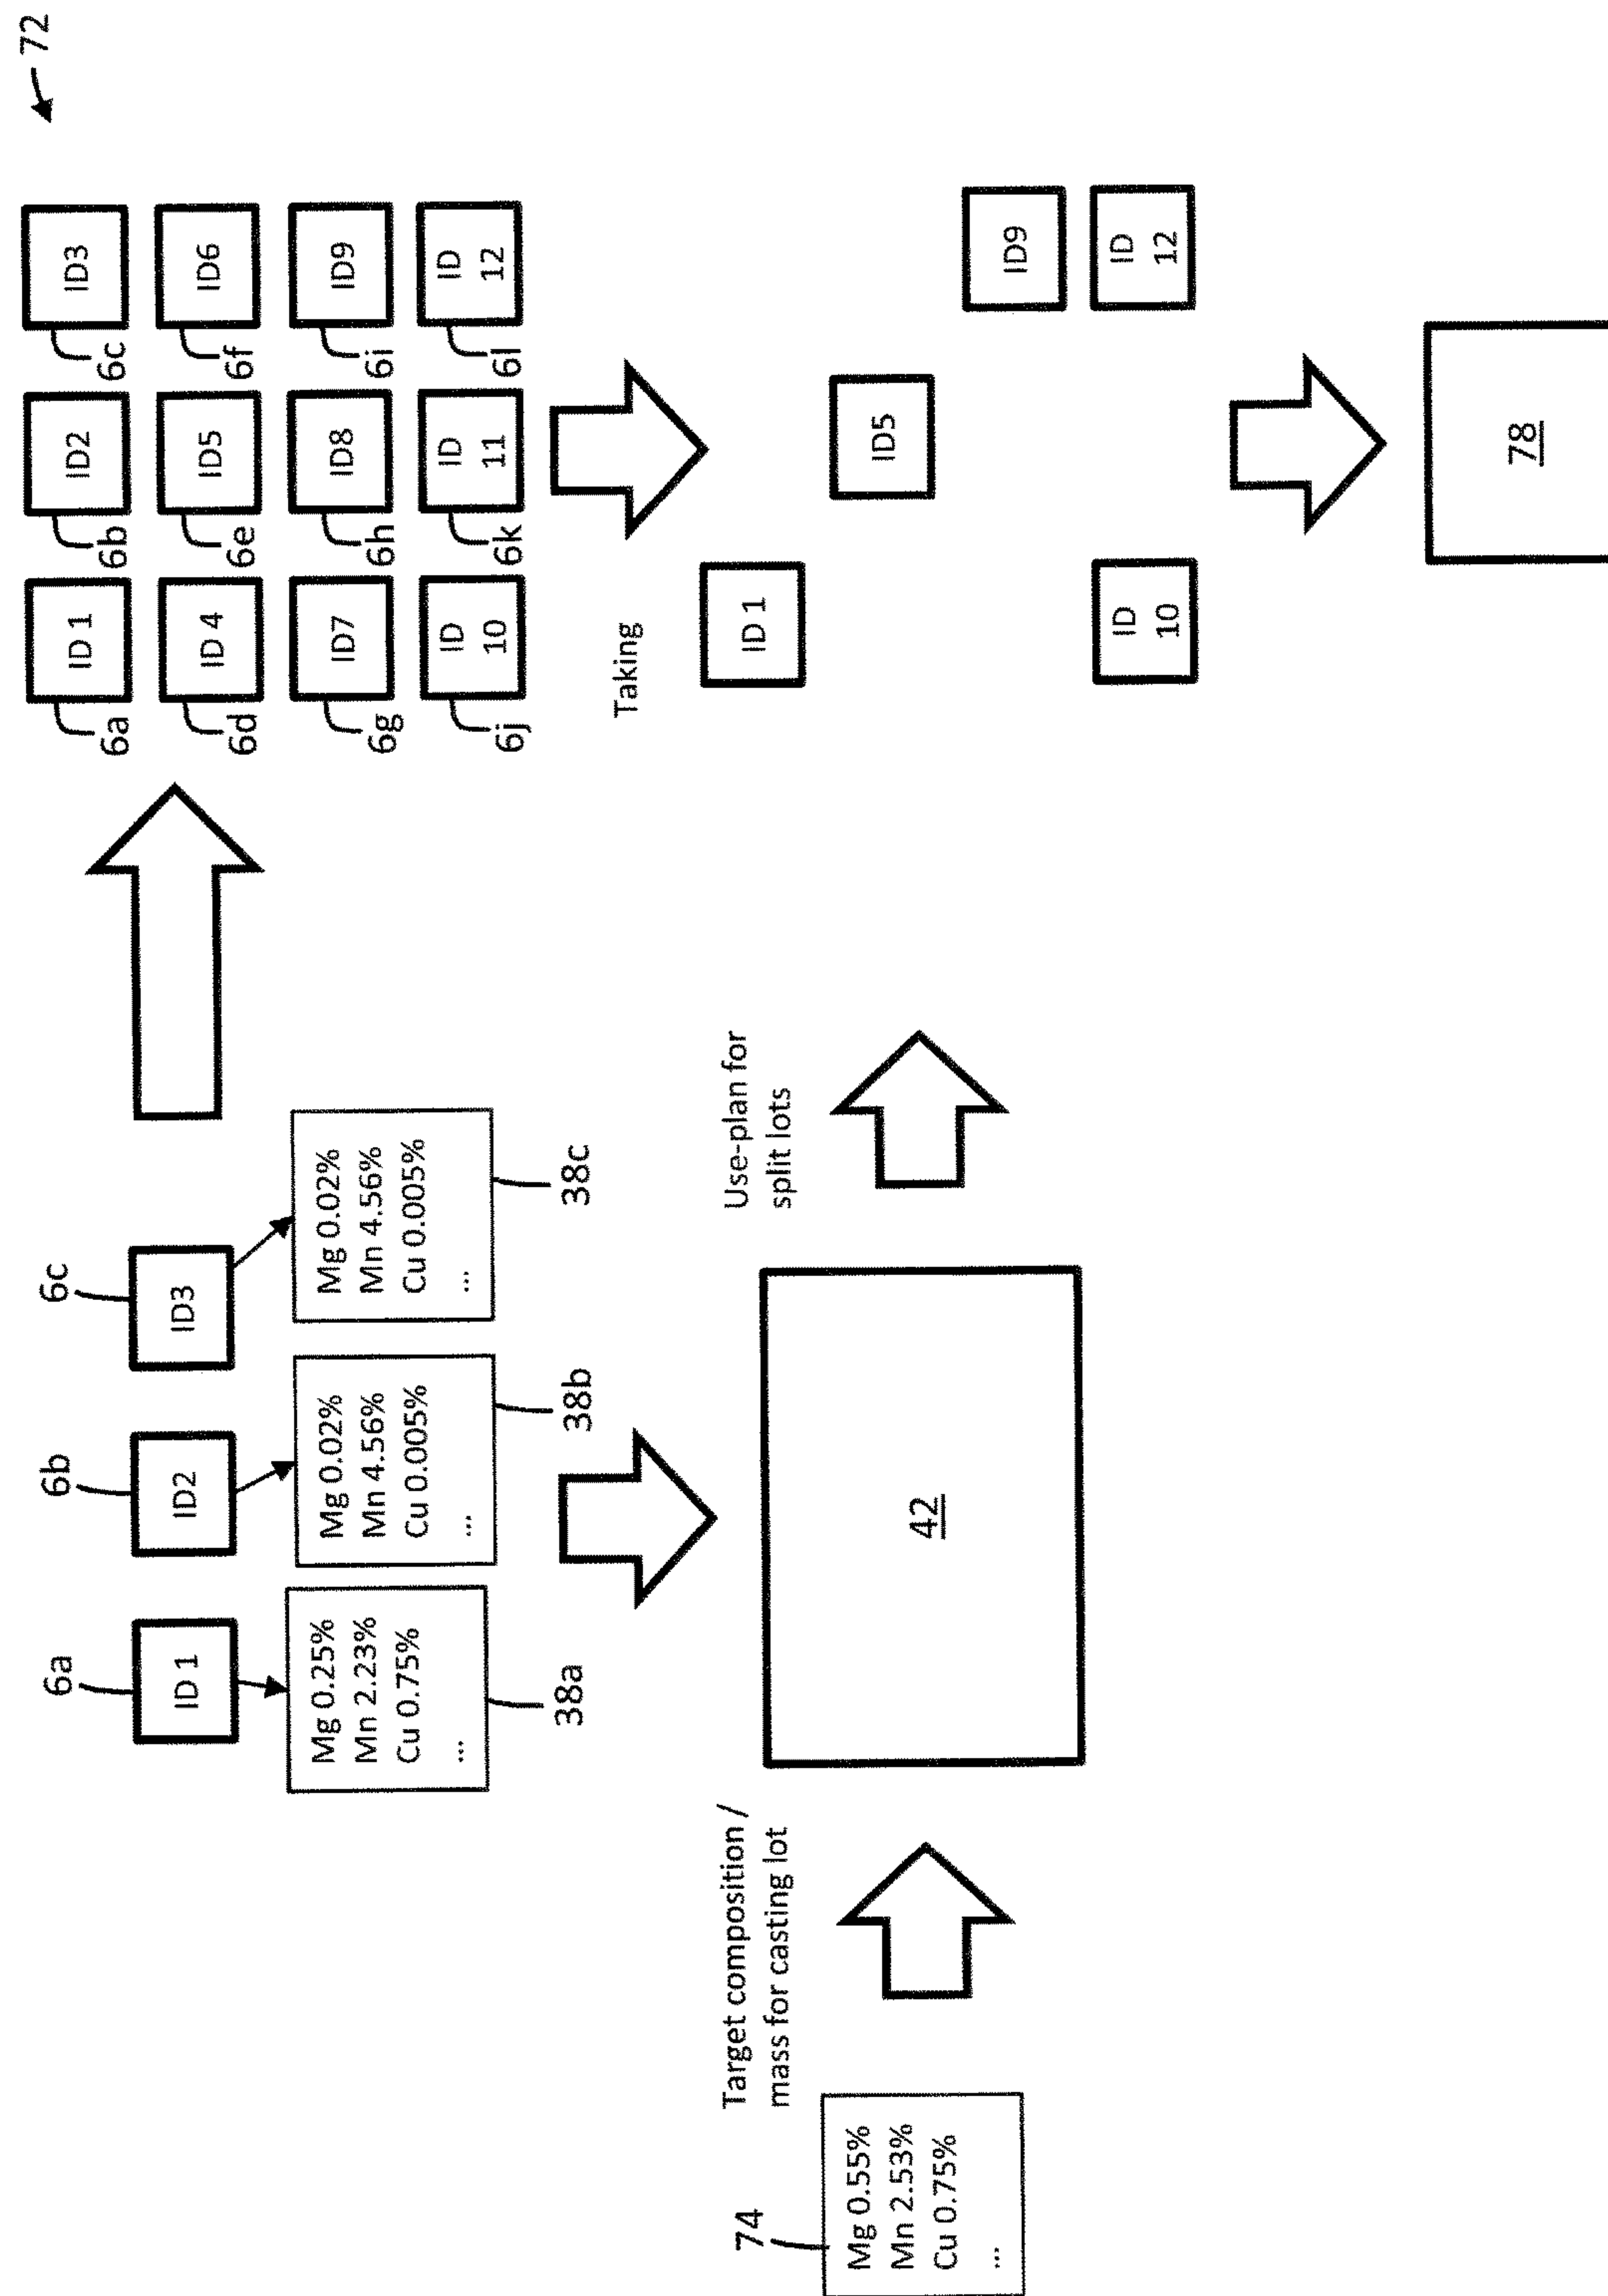 72
6a
6b
6c
ID 1
ID2
ID3
Mg 0.25%
Mn 2.23%
Cu 0.75%
...
38a
Mg 0.02%
Mn 4.56%
Cu 0.005%
...
38b
Mg 0.02%
Mn 4.56%
Cu 0.005%
...
38c
ID 1
ID2
ID3
6a
6b
6c
ID 4
ID5
ID6
6d
6e
6f
ID7
ID8
ID9
6g
6h
6i
ID
10
ID
11
ID
12
6j
6k
6l
Taking
74
Mg 0.55%
Mn 2.53%
Cu 0.75%
...
Target composition /
mass for casting lot
42
Use-plan for
split lots
ID 1
ID5
ID9
ID
10
ID
12
78